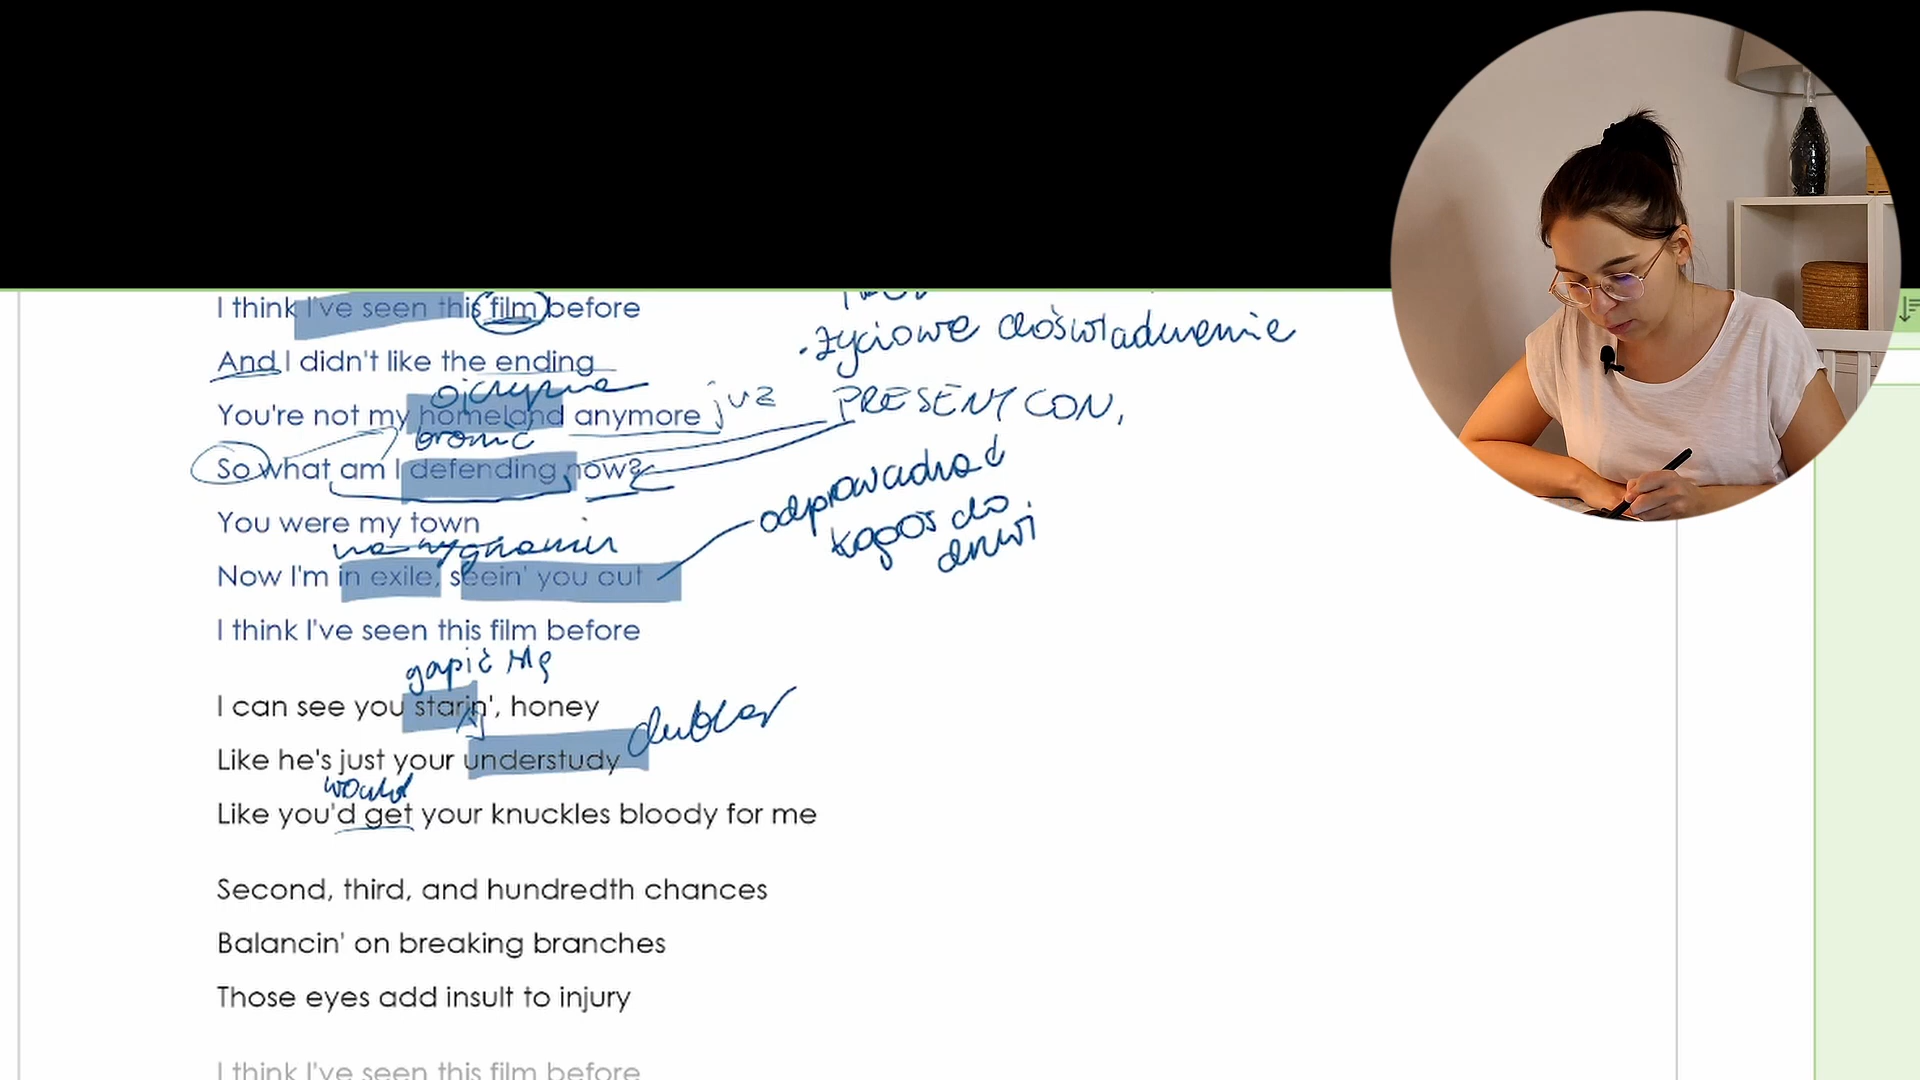 I think I've seen this film before
• życiowe doświadczenie
And I didn't like the ending
ojczyzna
You're not my homeland anymore już
PRESENT CON.
bronić
So what am I defending now?
odprowadzać
kogoś do
drzwi
You were my town
na wygnaniu
Now I'm in exile, seein' you out
I think I've seen this film before
gapić się
I can see you starin', honey
dubler
Like he's just your understudy
would
Like you'd get your knuckles bloody for me
Second, third, and hundredth chances
Balancin' on breaking branches
Those eyes add insult to injury
I think I've seen this film before